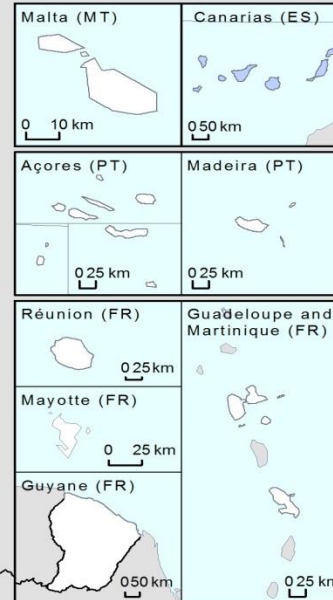 Malta (MT)
0 10 km
Canarias (ES)
0 50 km
Açores (PT)
0 25 km
Madeira (PT)
0 25 km
Réunion (FR)
0 25 km
Mayotte (FR)
0 25 km
Guyane (FR)
0 50 km
Guadeloupe and
Martinique (FR)
0 25 km